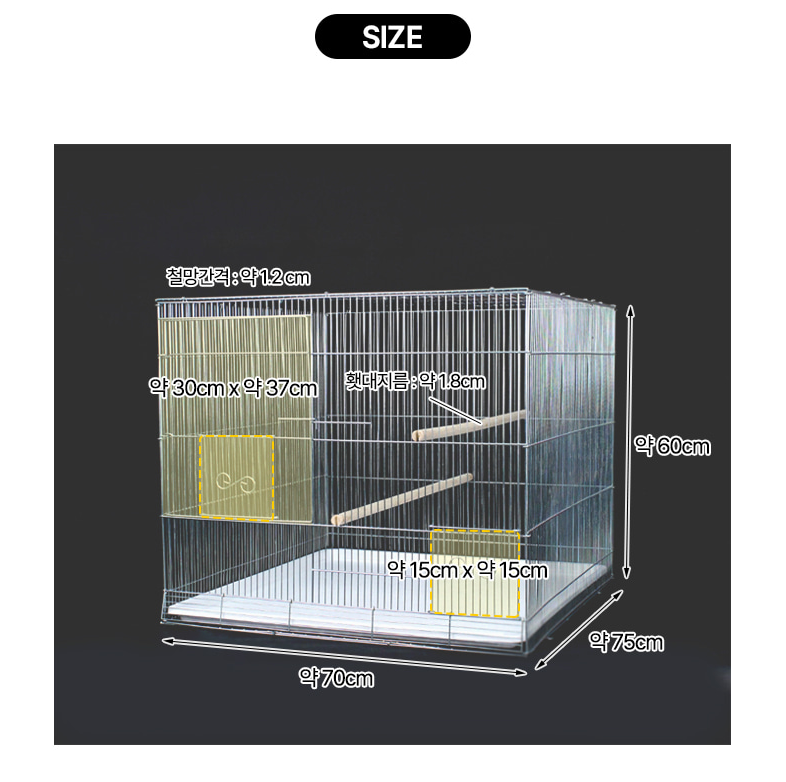 SIZE
철망간격 : 약 1.2 cm
약 30cm x 약 37cm
횃대지름 : 약 1.8cm
약 60cm
약 15cm x 약 15cm
약 75cm
약 70cm